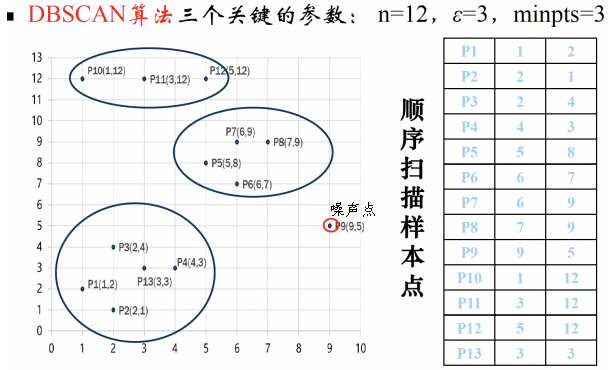 ▪ DBSCAN算法三个关键的参数： n=12，ε=3，minpts=3
13
12
11
10
9
8
7
6
5
4
3
2
1
0
0 1 2 3 4 5 6 7 8 9 10
P10(1,12)
P11(3,12)
P12(5,12)
P7(6,9)
P8(7,9)
P5(5,8)
P6(6,7)
噪声点
P9(9,5)
P3(2,4)
P4(4,3)
P13(3,3)
P1(1,2)
P2(2,1)
顺序扫描样本点
P1 1 2
P2 2 1
P3 2 4
P4 4 3
P5 5 8
P6 6 7
P7 6 9
P8 7 9
P9 9 5
P10 1 12
P11 3 12
P12 5 12
P13 3 3